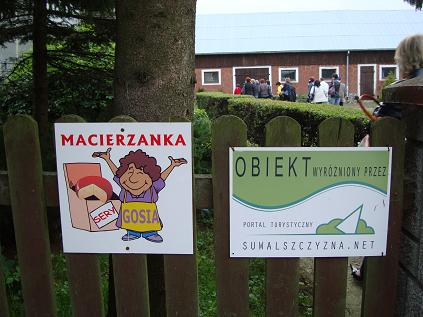 MACIERZANKA
SERY
GOSIA
OBIEKT WYRÓŻNIONY PRZEZ
PORTAL TURYSTYCZNY
SUWALSZCZYZNA.NET